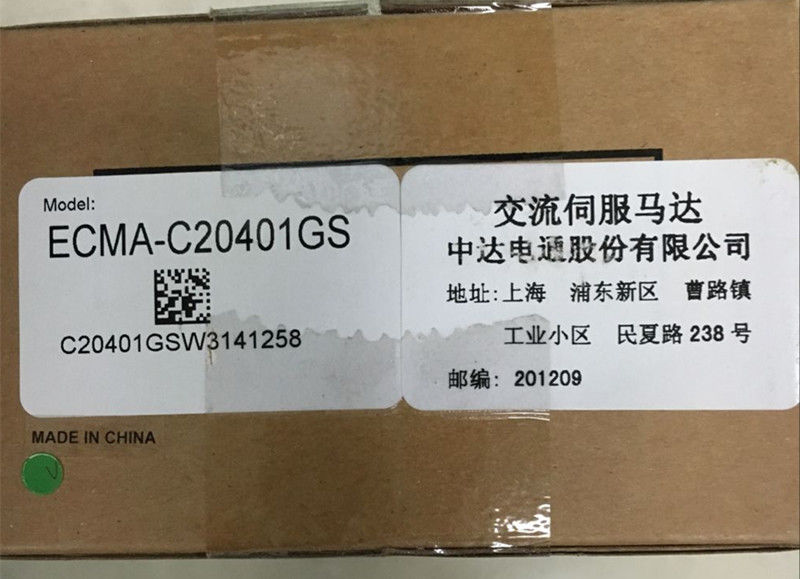 Model:
ECMA-C20401GS
C20401GSW3141258
交流伺服马达
中达电通股份有限公司
地址:上海 浦东新区 曹路镇
工业小区 民夏路 238 号
邮编: 201209
MADE IN CHINA